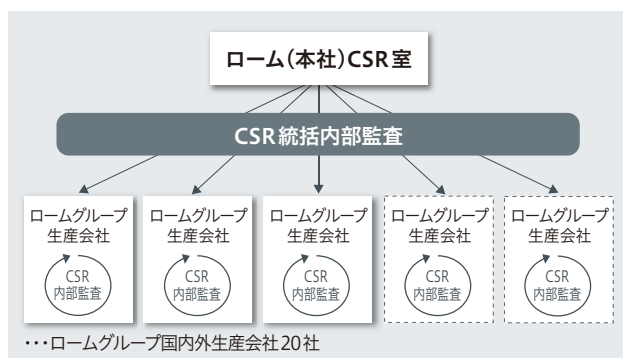 ローム（本社）CSR室
CSR統括内部監査
ロームグループ
生産会社
CSR
内部監査
ロームグループ
生産会社
CSR
内部監査
ロームグループ
生産会社
CSR
内部監査
ロームグループ
生産会社
CSR
内部監査
ロームグループ
生産会社
CSR
内部監査
･･･ロームグループ国内外生産会社20社